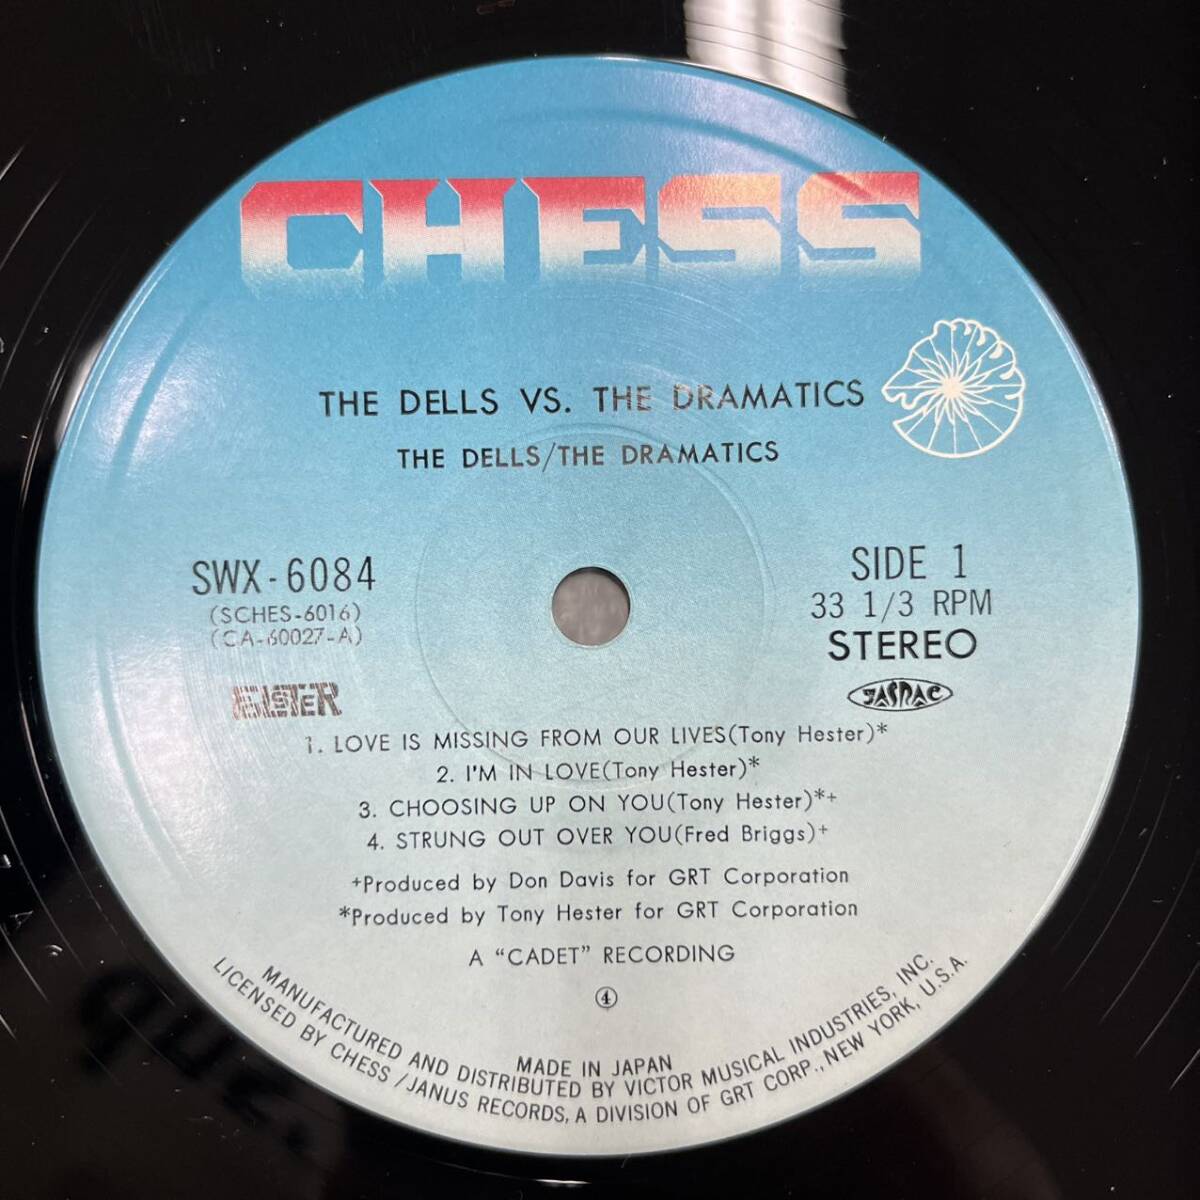 CHESS
THE DELLS VS. THE DRAMATICS
THE DELLS/THE DRAMATICS
SWX-6084
(SCHES-6016)
(CA-60027-A)
SIDE 1
33 1/3 RPM
STEREO
JASRAC
1. LOVE IS MISSING FROM OUR LIVES(Tony Hester)*
2. I'M IN LOVE(Tony Hester)*
3. CHOOSING UP ON YOU(Tony Hester)*+
4. STRUNG OUT OVER YOU(Fred Briggs)+
+Produced by Don Davis for GRT Corporation
*Produced by Tony Hester for GRT Corporation
A "CADET" RECORDING
④
MADE IN JAPAN
MANUFACTURED AND DISTRIBUTED BY VICTOR MUSICAL INDUSTRIES, INC.
LICENSED BY CHESS/JANUS RECORDS, A DIVISION OF GRT CORP., NEW YORK, U.S.A.